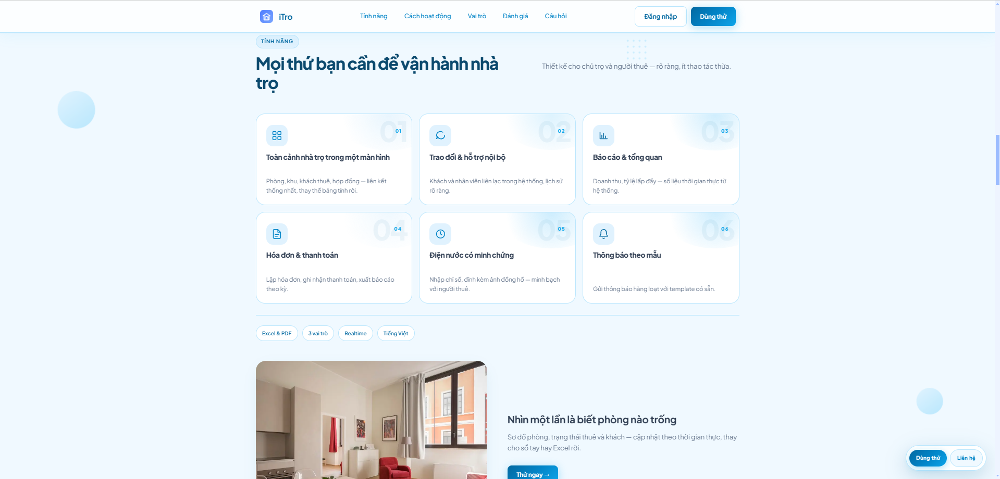 iTro
Tính năng
Cách hoạt động
Vai trò
Đánh giá
Câu hỏi
Đăng nhập
Dùng thử
TÍNH NĂNG
Mọi thứ bạn cần để vận hành nhà
trọ
Thiết kế cho chủ trọ và người thuê — rõ ràng, ít thao tác thừa.
01
01
Toàn cảnh nhà trọ trong một màn hình
Phòng, khu, khách thuê, hợp đồng — liên kết
thống nhất, thay thế bảng tính rời.
02
02
Trao đổi & hỗ trợ nội bộ
Khách và nhân viên liên lạc trong hệ thống, lịch sử
rõ ràng.
03
03
Báo cáo & tổng quan
Doanh thu, tỷ lệ lấp đầy — số liệu thời gian thực từ
hệ thống.
04
04
Hóa đơn & thanh toán
Lập hóa đơn, ghi nhận thanh toán, xuất báo cáo
theo kỳ.
05
05
Điện nước có minh chứng
Nhập chỉ số, đính kèm ảnh đồng hồ — minh bạch
với người thuê.
06
06
Thông báo theo mẫu
Gửi thông báo hàng loạt với template có sẵn.
Excel & PDF
3 vai trò
Realtime
Tiếng Việt
Nhìn một lần là biết phòng nào trống
Sơ đồ phòng, trạng thái thuê và khách — cập nhật theo thời gian thực, thay
cho sổ tay hay Excel rời.
Thử ngay →
Dùng thử
Liên hệ